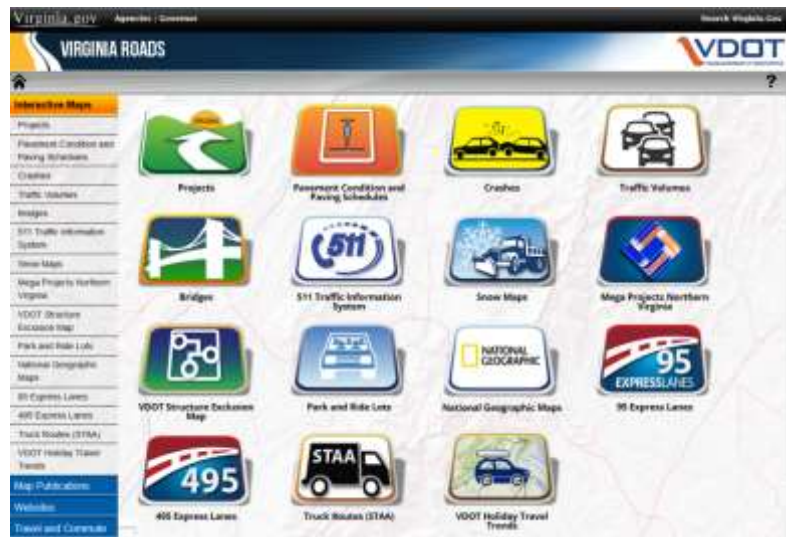 Virginia.gov Agencies | Governor Search Virginia.Gov
VIRGINIA ROADS
VDOT
?
Interactive Maps
Projects
Pavement Condition and
Paving Schedules
Crashes
Traffic Volumes
Bridges
511 Traffic Information
System
Snow Maps
Mega Projects Northern
Virginia
VDOT Structure
Exclusion Map
Park and Ride Lots
National Geographic
Maps
95 Express Lanes
495 Express Lanes
Truck Routes (STAA)
VDOT Holiday Travel
Trends
Map Publications
Websites
Travel and Commute
Projects
Pavement Condition and
Paving Schedules
Crashes
Traffic Volumes
511
Bridges
511 Traffic Information
System
Snow Maps
Mega Projects Northern
Virginia
NATIONAL
GEOGRAPHIC
95
EXPRESSLANES
VDOT Structure Exclusion
Map
Park and Ride Lots
National Geographic Maps
95 Express Lanes
495
STAA
495 Express Lanes
Truck Routes (STAA)
VDOT Holiday Travel
Trends